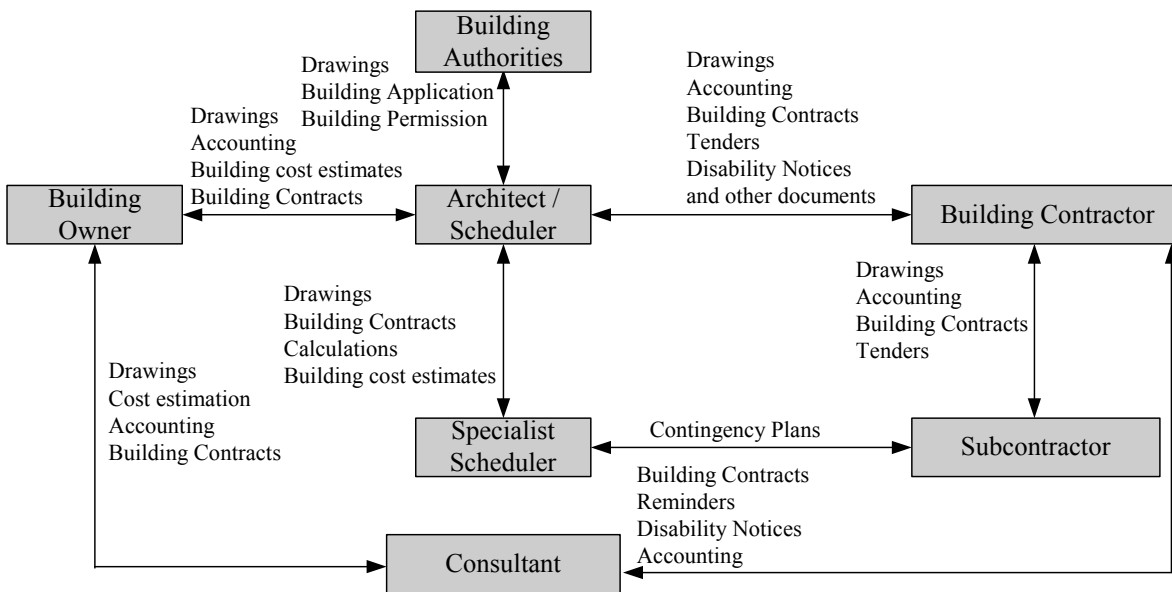 Building
Authorities
Drawings
Building Application
Building Permission
Drawings
Accounting
Building Contracts
Tenders
Disability Notices
and other documents
Drawings
Accounting
Building cost estimates
Building Contracts
Building
Owner
Architect /
Scheduler
Building Contractor
Drawings
Building Contracts
Calculations
Building cost estimates
Drawings
Accounting
Building Contracts
Tenders
Drawings
Cost estimation
Accounting
Building Contracts
Specialist
Scheduler
Contingency Plans
Subcontractor
Building Contracts
Reminders
Disability Notices
Accounting
Consultant